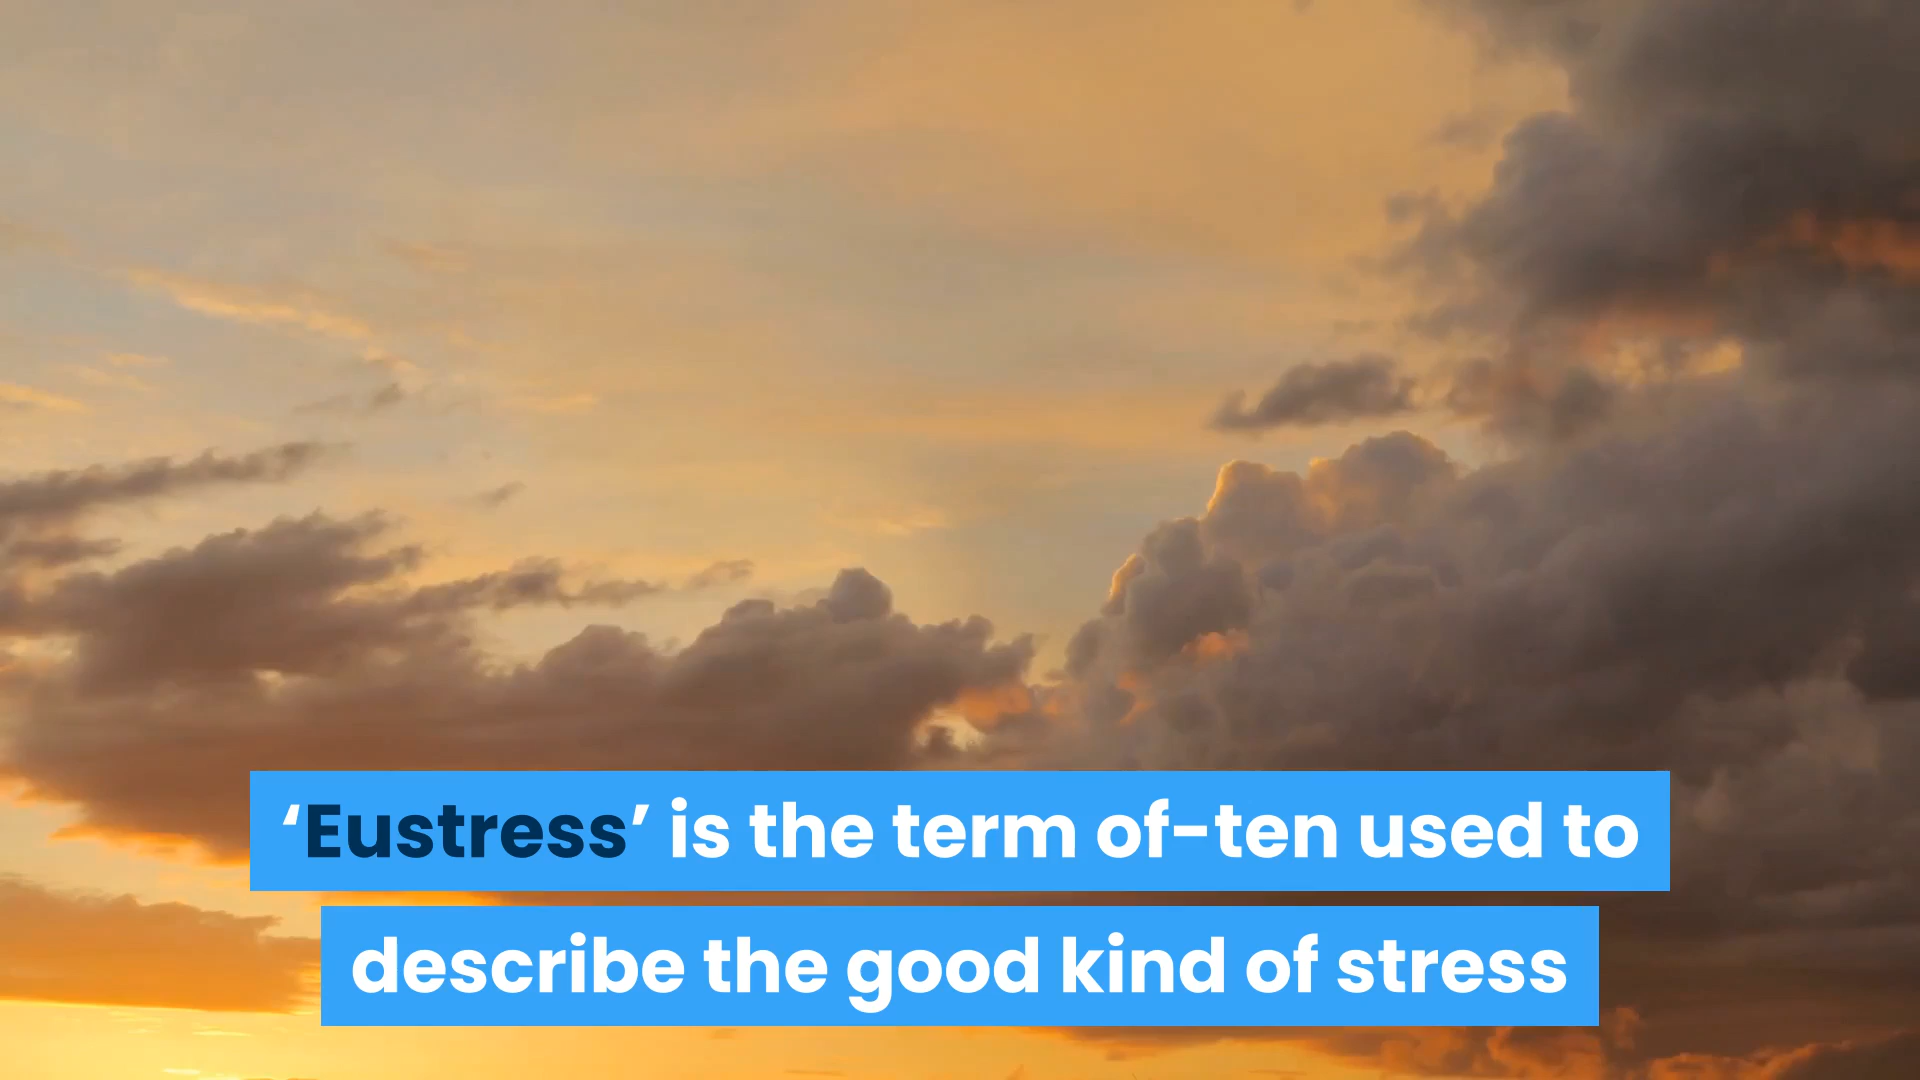 ‘Eustress’ is the term of-ten used to
describe the good kind of stress